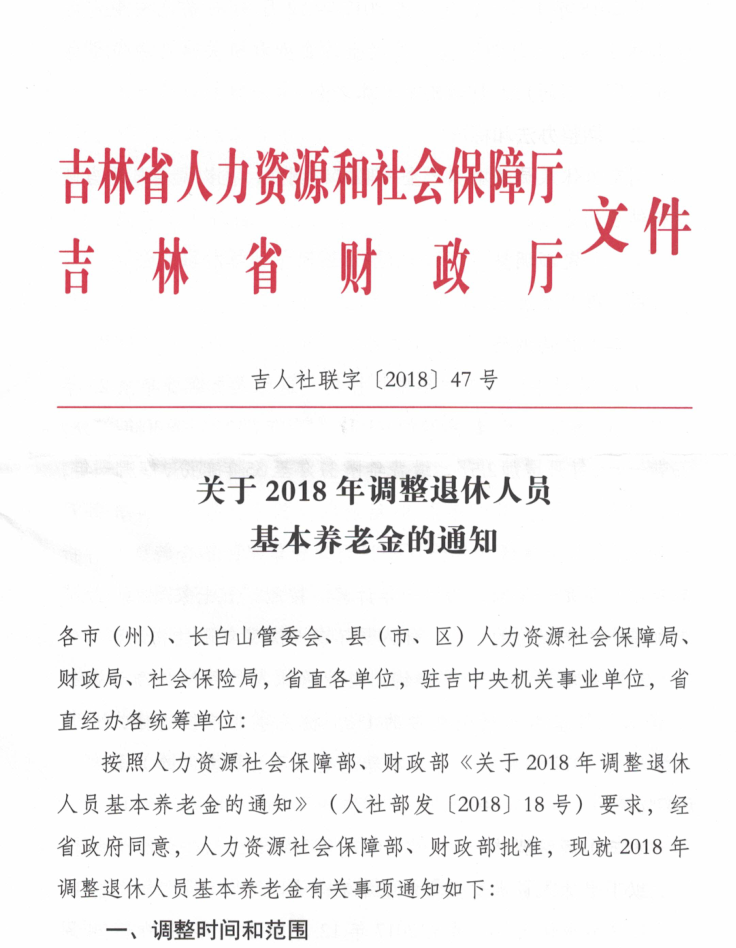 吉林省人力资源和社会保障厅
吉林省财政厅
文件
吉人社联字〔2018〕47号
关于2018年调整退休人员
基本养老金的通知
各市（州）、长白山管委会、县（市、区）人力资源社会保障局、
财政局、社会保险局，省直各单位，驻吉中央机关事业单位，省
直经办各统筹单位：
按照人力资源社会保障部、财政部《关于2018年调整退休
人员基本养老金的通知》（人社部发〔2018〕18号）要求，经
省政府同意，人力资源社会保障部、财政部批准，现就2018年
调整退休人员基本养老金有关事项通知如下：
一、调整时间和范围